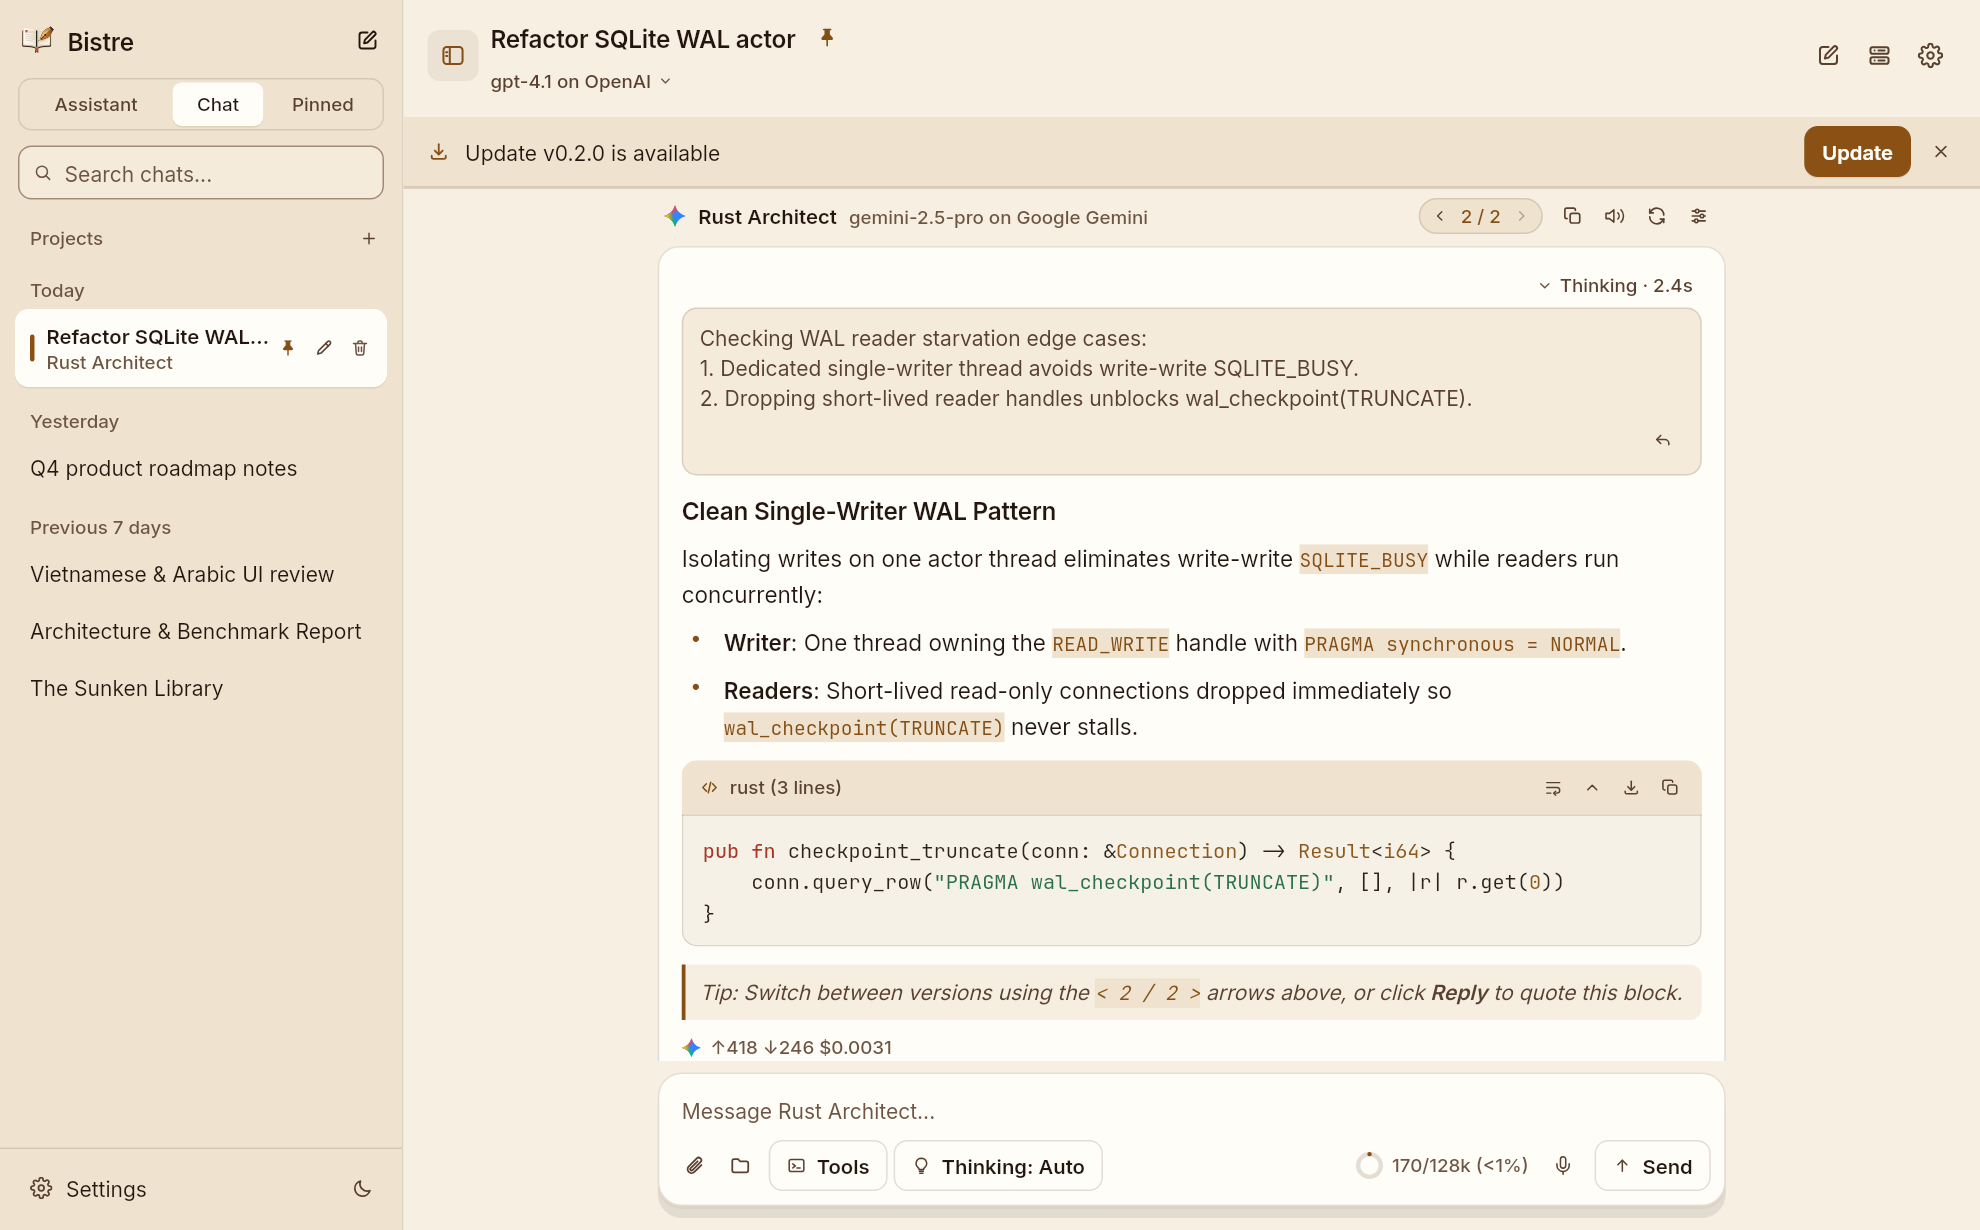 Bistre
Assistant Chat Pinned
Search chats...
Projects
Today
Refactor SQLite WAL...
Rust Architect
Yesterday
Q4 product roadmap notes
Previous 7 days
Vietnamese & Arabic UI review
Architecture & Benchmark Report
The Sunken Library
Settings
Refactor SQLite WAL actor
gpt-4.1 on OpenAI
Update v0.2.0 is available
Update
Rust Architect gemini-2.5-pro on Google Gemini
2 / 2
Thinking · 2.4s
Checking WAL reader starvation edge cases:
1. Dedicated single-writer thread avoids write-write SQLITE_BUSY.
2. Dropping short-lived reader handles unblocks wal_checkpoint(TRUNCATE).
Clean Single-Writer WAL Pattern
Isolating writes on one actor thread eliminates write-write SQLITE_BUSY while readers run
concurrently:
• Writer: One thread owning the READ_WRITE handle with PRAGMA synchronous = NORMAL.
• Readers: Short-lived read-only connections dropped immediately so
wal_checkpoint(TRUNCATE) never stalls.
rust (3 lines)
pub fn checkpoint_truncate(conn: &Connection) -> Result<i64> {
    conn.query_row("PRAGMA wal_checkpoint(TRUNCATE)", [], |r| r.get(0))
}
Tip: Switch between versions using the < 2 / 2 > arrows above, or click Reply to quote this block.
↑418 ↓246 $0.0031
Message Rust Architect...
Tools
Thinking: Auto
170/128k (<1%)
Send